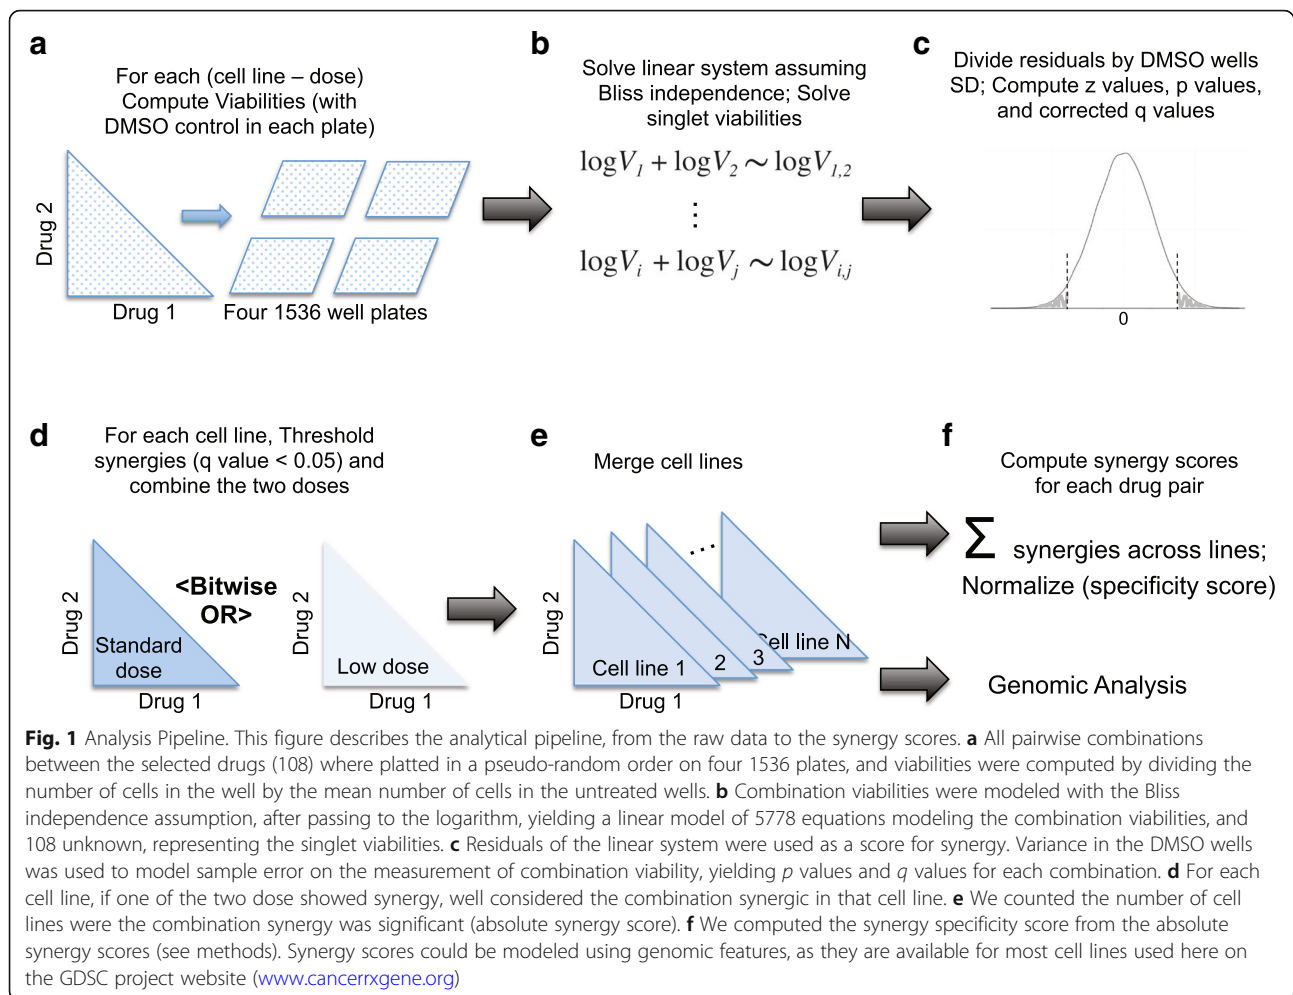 a
For each (cell line – dose)
Compute Viabilities (with
DMSO control in each plate)
Drug 2
Drug 1
Four 1536 well plates
b
Solve linear system assuming
Bliss independence; Solve
singlet viabilities
logV1 + logV2 ~ logV1,2
⋮
logVi + logVj ~ logVi,j
c
Divide residuals by DMSO wells
SD; Compute z values, p values,
and corrected q values
0
d
For each cell line, Threshold
synergies (q value < 0.05) and
combine the two doses
Drug 2
Standard
dose
Drug 1
<Bitwise
OR>
Drug 2
Low dose
Drug 1
e
Merge cell lines
Drug 2
Cell line 1
2
3
...
Cell line N
Drug 1
f
Compute synergy scores
for each drug pair
Σ synergies across lines;
Normalize (specificity score)
Genomic Analysis
Fig. 1 Analysis Pipeline. This figure describes the analytical pipeline, from the raw data to the synergy scores. a All pairwise combinations
between the selected drugs (108) where platted in a pseudo-random order on four 1536 plates, and viabilities were computed by dividing the
number of cells in the well by the mean number of cells in the untreated wells. b Combination viabilities were modeled with the Bliss
independence assumption, after passing to the logarithm, yielding a linear model of 5778 equations modeling the combination viabilities, and
108 unknown, representing the singlet viabilities. c Residuals of the linear system were used as a score for synergy. Variance in the DMSO wells
was used to model sample error on the measurement of combination viability, yielding p values and q values for each combination. d For each
cell line, if one of the two dose showed synergy, well considered the combination synergic in that cell line. e We counted the number of cell
lines were the combination synergy was significant (absolute synergy score). f We computed the synergy specificity score from the absolute
synergy scores (see methods). Synergy scores could be modeled using genomic features, as they are available for most cell lines used here on
the GDSC project website (www.cancerrxgene.org)